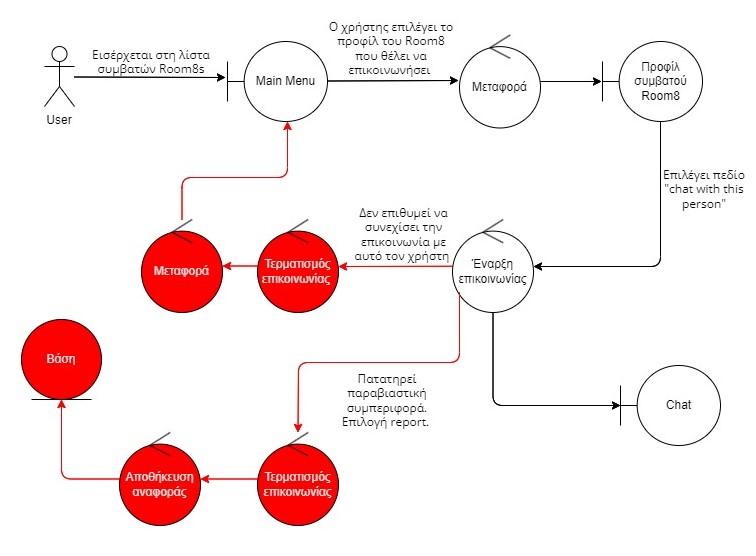 Εισέρχεται στη λίστα
συμβατών Room8s
User
Main Menu
Ο χρήστης επιλέγει το
προφίλ του Room8
που θέλει να
επικοινωνήσει
Μεταφορά
Προφίλ
συμβατού
Room8
Επιλέγει πεδίο
"chat with this
person"
Δεν επιθυμεί να
συνεχίσει την
επικοινωνία με
αυτό τον χρήστη
Μεταφορά
Τερματισμός
επικοινωνίας
Έναρξη
επικοινωνίας
Βάση
Πατατηρεί
παραβιαστική
συμπεριφορά.
Επιλογή report.
Chat
Αποθήκευση
αναφοράς
Τερματισμός
επικοινωνίας